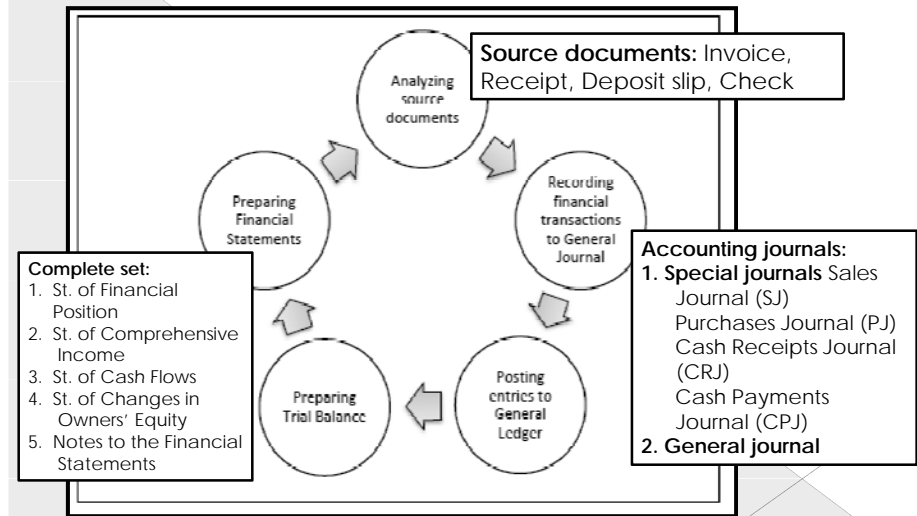 Source documents: Invoice,
Receipt, Deposit slip, Check
Analyzing
source
documents
Recording
financial
transactions
to General
Journal
Accounting journals:
1. Special journals Sales
Journal (SJ)
Purchases Journal (PJ)
Cash Receipts Journal
(CRJ)
Cash Payments
Journal (CPJ)
2. General journal
Posting
entries to
General
Ledger
Preparing
Trial Balance
Preparing
Financial
Statements
Complete set:
1. St. of Financial
Position
2. St. of Comprehensive
Income
3. St. of Cash Flows
4. St. of Changes in
Owners' Equity
5. Notes to the Financial
Statements